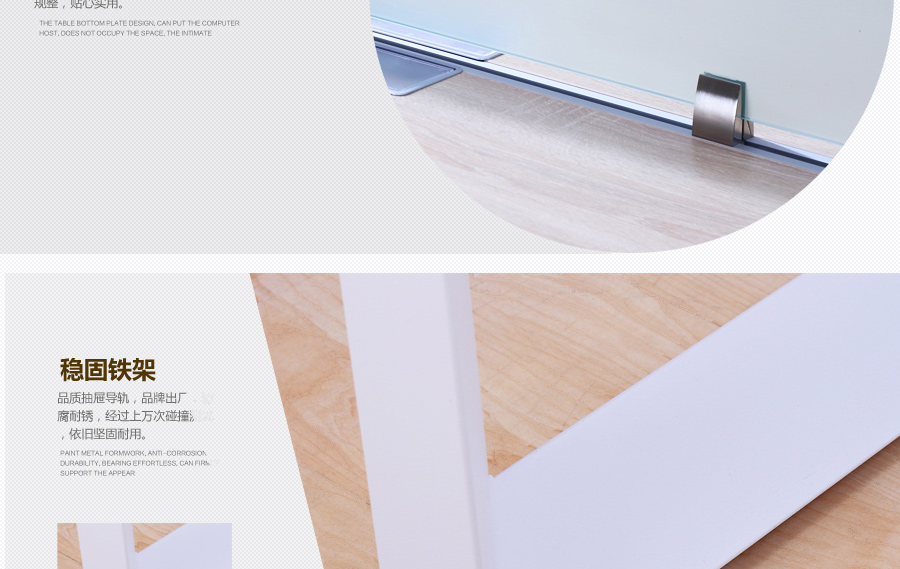 规整，贴心实用。
THE TABLE BOTTOM PLATE DESIGN, CAN PUT THE COMPUTER
HOST, DOES NOT OCCUPY THE SPACE, THE INTIMATE
稳固铁架
品质抽屉导轨，品牌出厂，
腐耐锈，经过上万次碰撞
，依旧坚固耐用。
PAINT METAL FORMWORK, ANTI-CORROSION
DURABILITY, BEARING EFFORTLESS, CAN FIRM
SUPPORT THE APPEAR